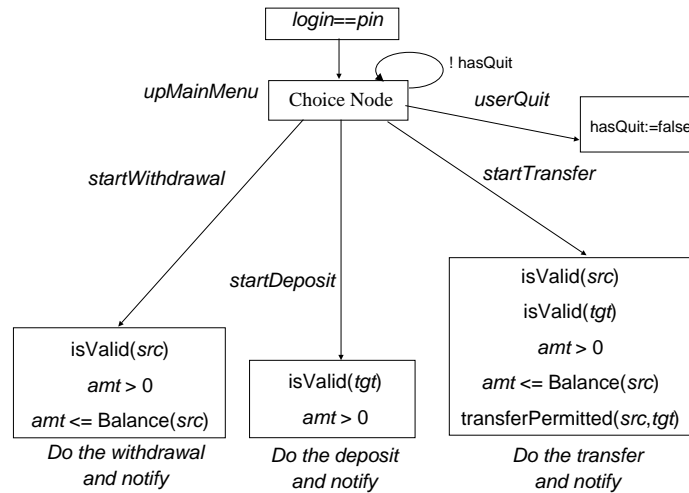 login==pin
! hasQuit
upMainMenu
Choice Node
userQuit
hasQuit:=false
startWithdrawal
startTransfer
startDeposit
isValid(src)
amt > 0
amt <= Balance(src)
Do the withdrawal
and notify
isValid(tgt)
amt > 0
Do the deposit
and notify
isValid(src)
isValid(tgt)
amt > 0
amt <= Balance(src)
transferPermitted(src,tgt)
Do the transfer
and notify